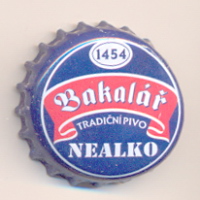 1454
Bakalář
TRADIČNÍ PIVO
NEALKO